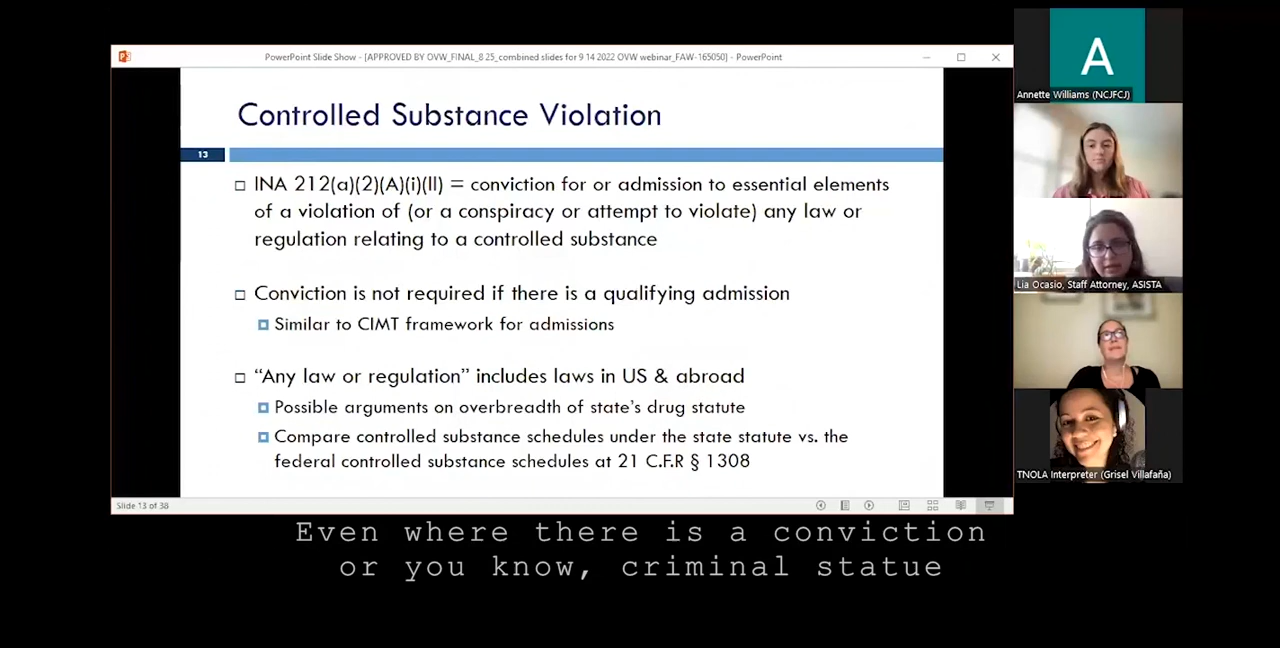 PowerPoint Slide Show - [APPROVED BY OVW_FINAL_8.25_combined slides for 9 14 2022 OVW webinar_FAW-165050] - PowerPoint
Controlled Substance Violation
13
INA 212(a)(2)(A)(i)(II) = conviction for or admission to essential elements
of a violation of (or a conspiracy or attempt to violate) any law or
regulation relating to a controlled substance
Conviction is not required if there is a qualifying admission
Similar to CIMT framework for admissions
“Any law or regulation” includes laws in US & abroad
Possible arguments on overbreadth of state’s drug statute
Compare controlled substance schedules under the state statute vs. the
federal controlled substance schedules at 21 C.F.R § 1308
Slide 13 of 38
A
Annette Williams (NCJFCJ)
Lia Ocasio, Staff Attorney, ASISTA
TNOLA Interpreter (Grisel Villafaña)
Even where there is a conviction
or you know, criminal statue